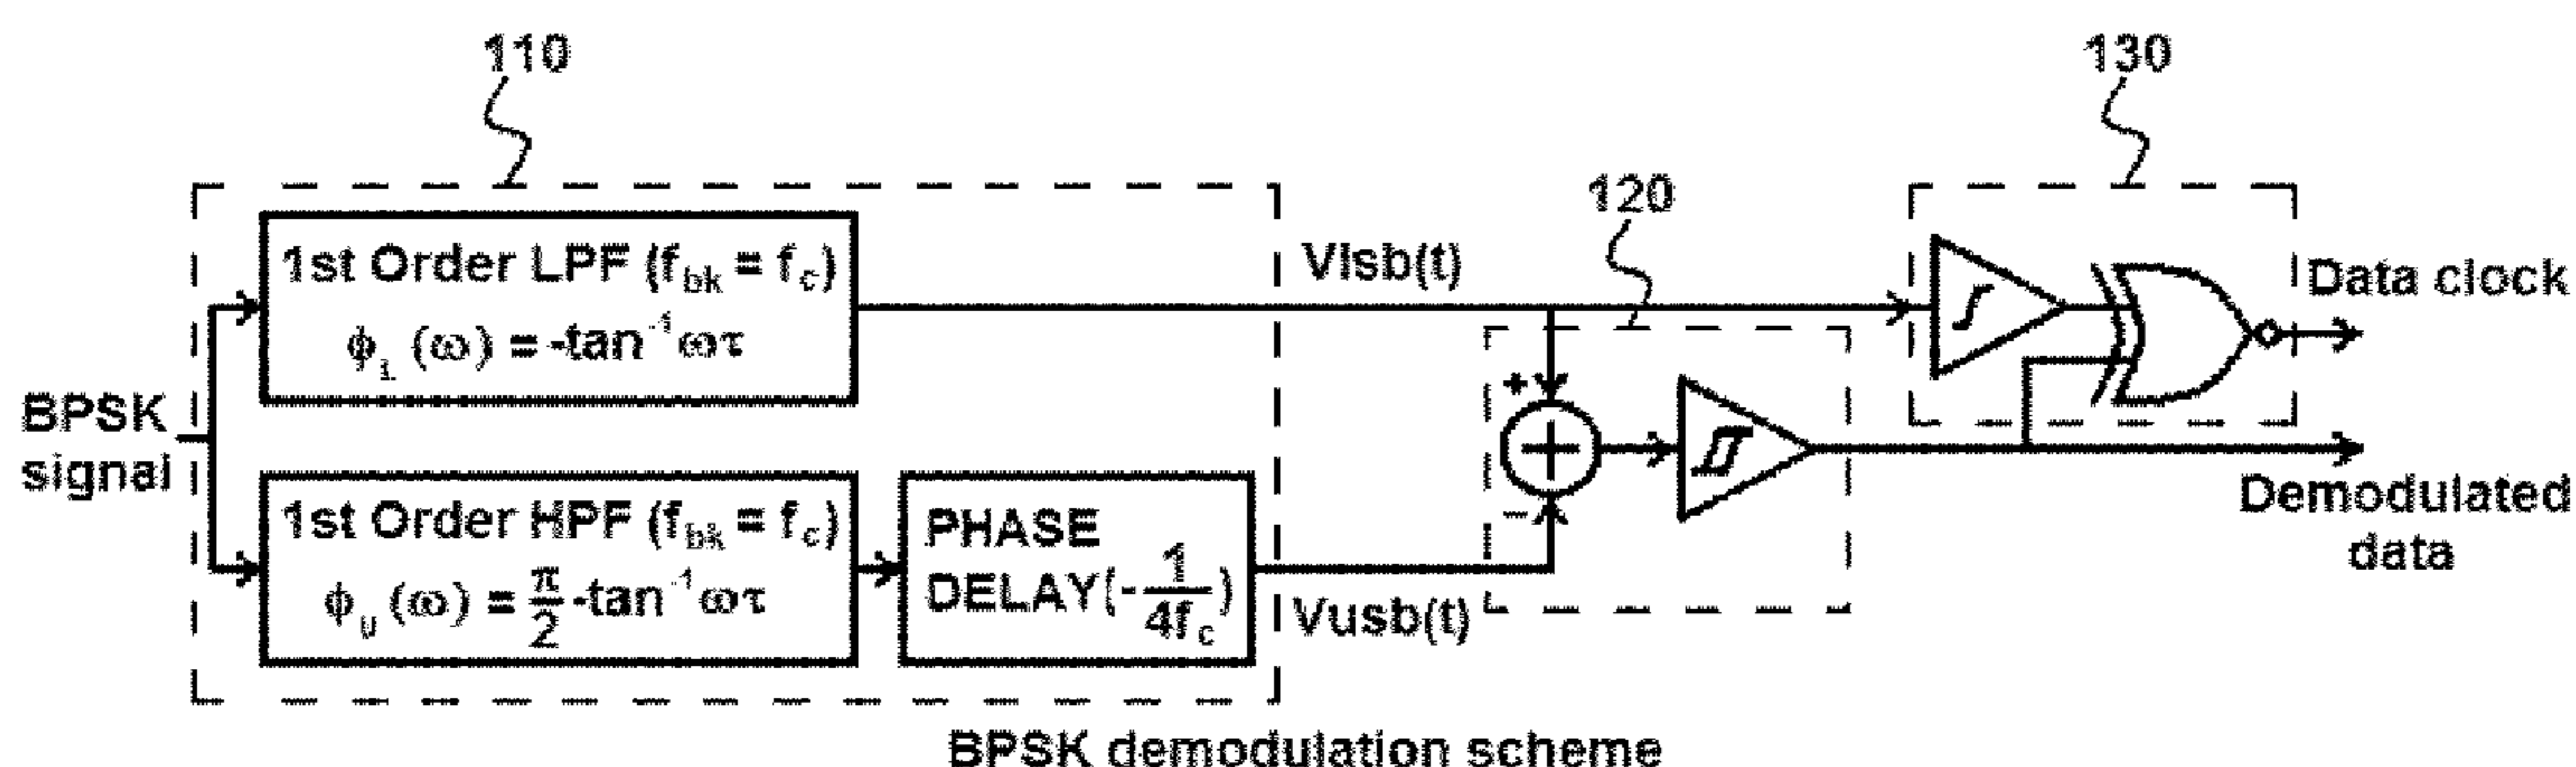 110
130
120
1st Order LPF (f_bk = f_c)
ϕ_L (ω) = -tan⁻¹ωτ
Vlsb(t)
Data clock
BPSK
signal
+
-
1st Order HPF (f_bk = f_c)
ϕ_U (ω) = π/2 -tan⁻¹ωτ
PHASE
DELAY(-1/4f_c)
Vusb(t)
Demodulated
data
BPSK demodulation scheme